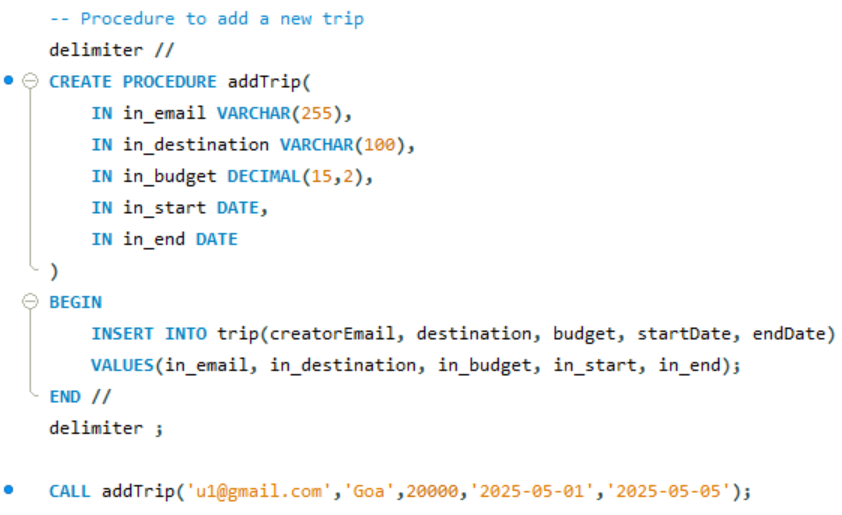 -- Procedure to add a new trip
delimiter //
CREATE PROCEDURE addTrip(
IN in_email VARCHAR(255),
IN in_destination VARCHAR(100),
IN in_budget DECIMAL(15,2),
IN in_start DATE,
IN in_end DATE
)
BEGIN
INSERT INTO trip(creatorEmail, destination, budget, startDate, endDate)
VALUES(in_email, in_destination, in_budget, in_start, in_end);
END //
delimiter ;
CALL addTrip('u1@gmail.com','Goa',20000,'2025-05-01','2025-05-05');